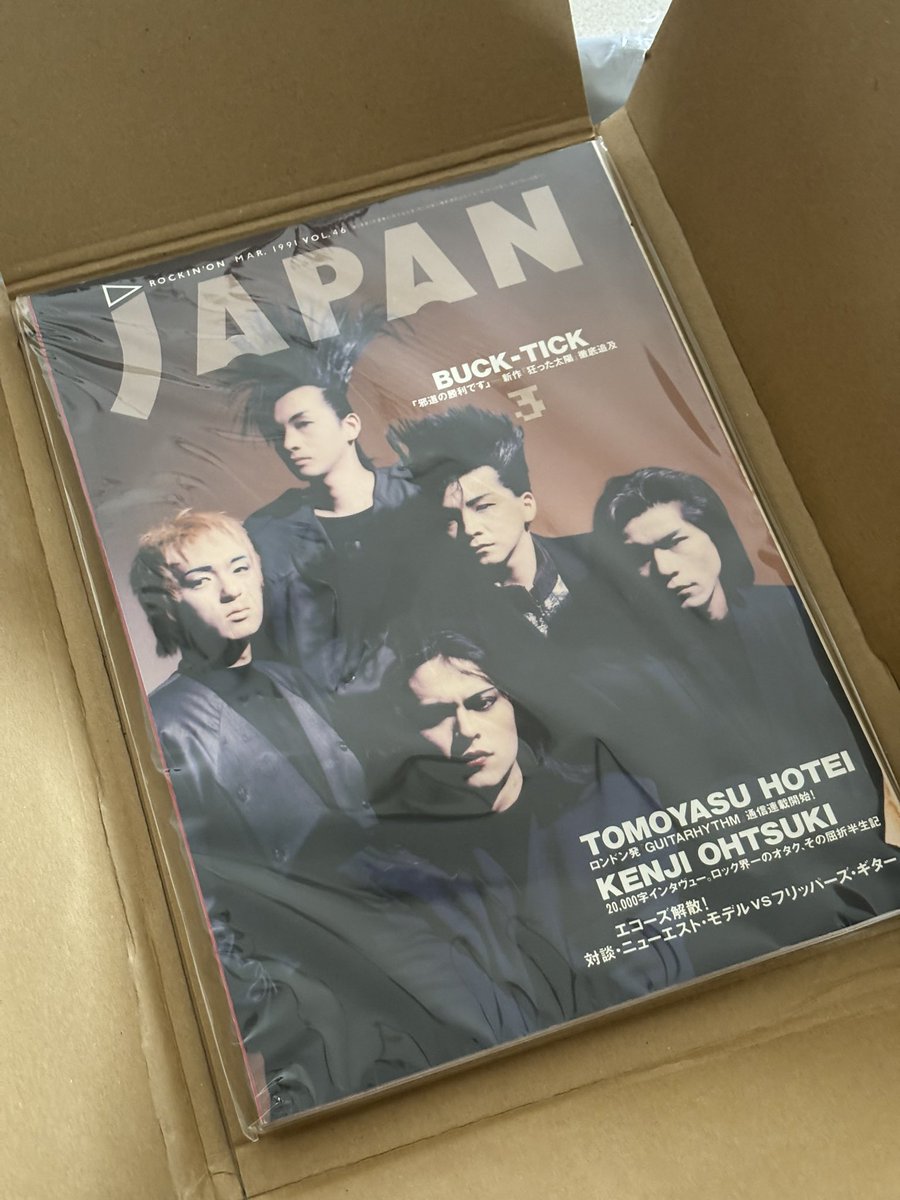 ROCKIN'ON MAR. 1991 VOL.46
JAPAN
BUCK-TICK
「邪道の勝利です」 新作『狂った太陽』徹底追及
TOMOYASU HOTEI
ロンドン発『GUITARHYTHM』通信連載開始!
KENJI OHTSUKI
20,000字インタヴュー。ロック界一のオタク、その屈折半生記
エコーズ解散!
対談・ニューエスト・モデルVSフリッパーズ・ギター